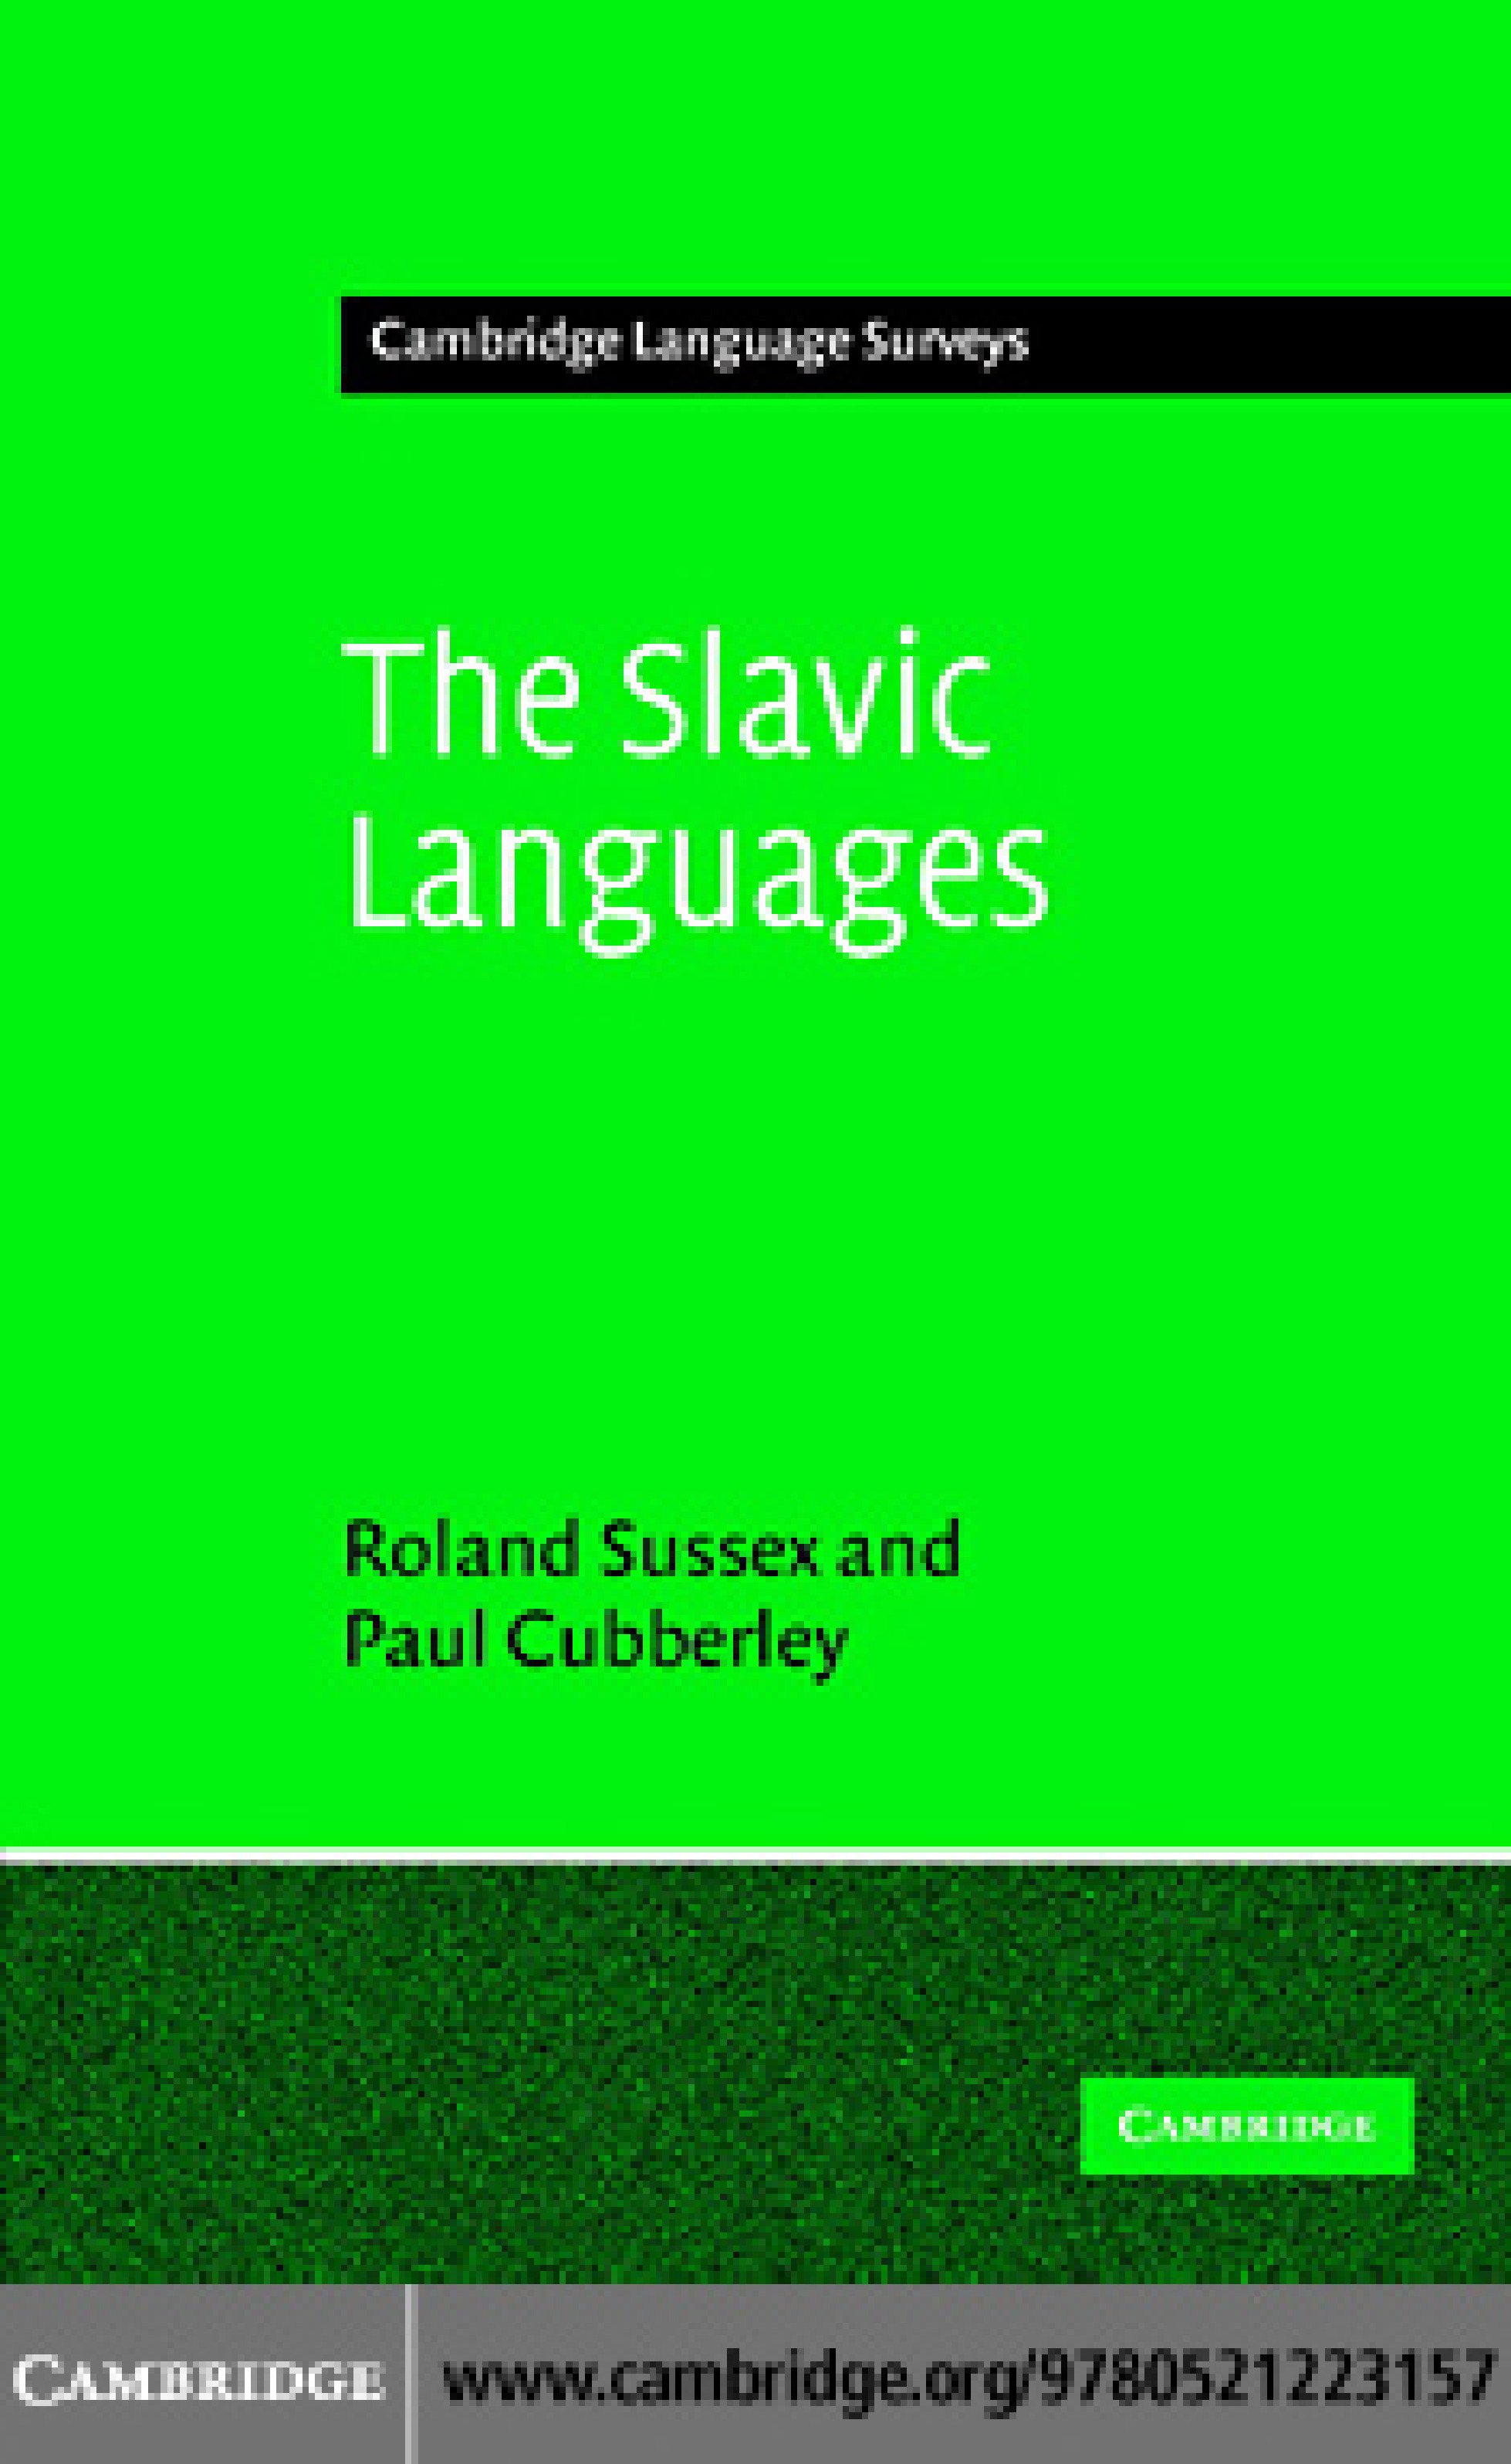 Cambridge Language Surveys
The Slavic
Languages
Roland Sussex and
Paul Cubberley
CAMBRIDGE
CAMBRIDGE
www.cambridge.org/9780521223157